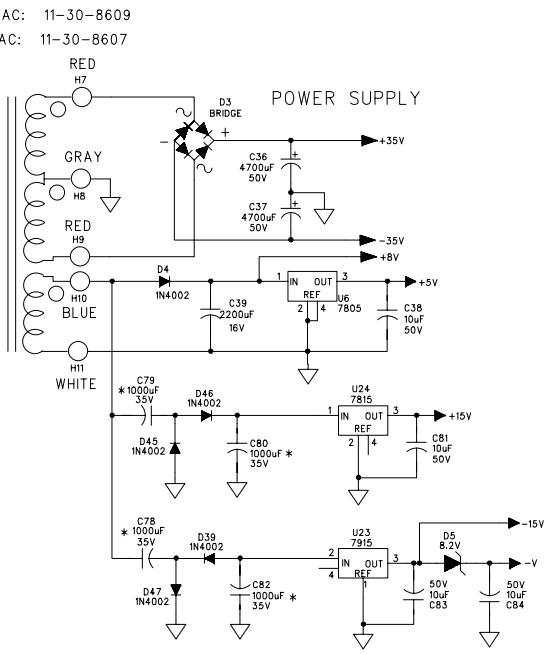 AC: 11-30-8609
AC: 11-30-8607
RED
H7
D3
BRIDGE
POWER SUPPLY
+
-
+35V
GRAY
H8
C36
4700uF
50V
+
C37
4700uF
50V
+
RED
H9
-35V
+8V
H10
BLUE
D4
1N4002
1
IN OUT
REF
3
2 4
U6
7805
+5V
C39
2200uF
16V
C38
10uF
50V
H11
WHITE
C79
*1000uF
35V
D46
1N4002
U24
7815
1
IN OUT
REF
3
2 4
+15V
D45
1N4002
C80
1000uF *
35V
C81
10uF
50V
C78
* 1000uF
35V
D39
1N4002
U23
7915
2
4
IN OUT
REF
1
3
-15V
D5
8.2V
-V
D47
1N4002
C82
1000uF *
35V
50V
10uF
C83
50V
10uF
C84